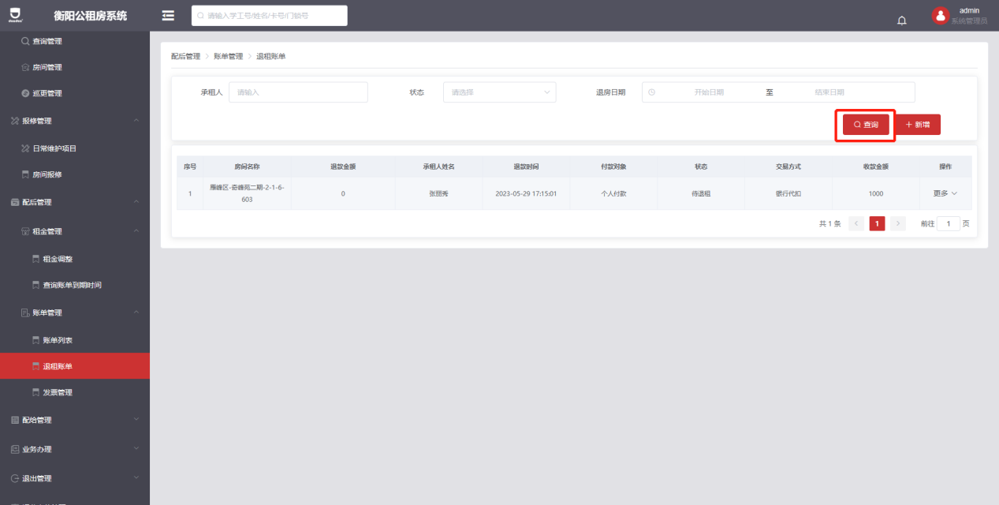 衡阳公租房系统
请输入学工号/姓名/卡号/门锁号
admin
系统管理员
查询管理
房间管理
巡更管理
报修管理
日常维护项目
房间报修
配后管理
租金管理
租金调整
查询账单到期时间
账单管理
账单列表
退租账单
发票管理
配给管理
业务办理
退出管理
配后管理 > 账单管理 > 退租账单
承租人 请输入 状态 请选择 退房日期 开始日期 至 结束日期
查询 + 新增
序号 房间名称 退款金额 承租人姓名 退款时间 付款对象 状态 交易方式 收款金额 操作
1 雁峰区-奇峰苑二期-2-1-6-603 0 张丽秀 2023-05-29 17:15:01 个人付款 待退租 银行代扣 1000 更多
共 1 条 < 1 > 前往 1 页